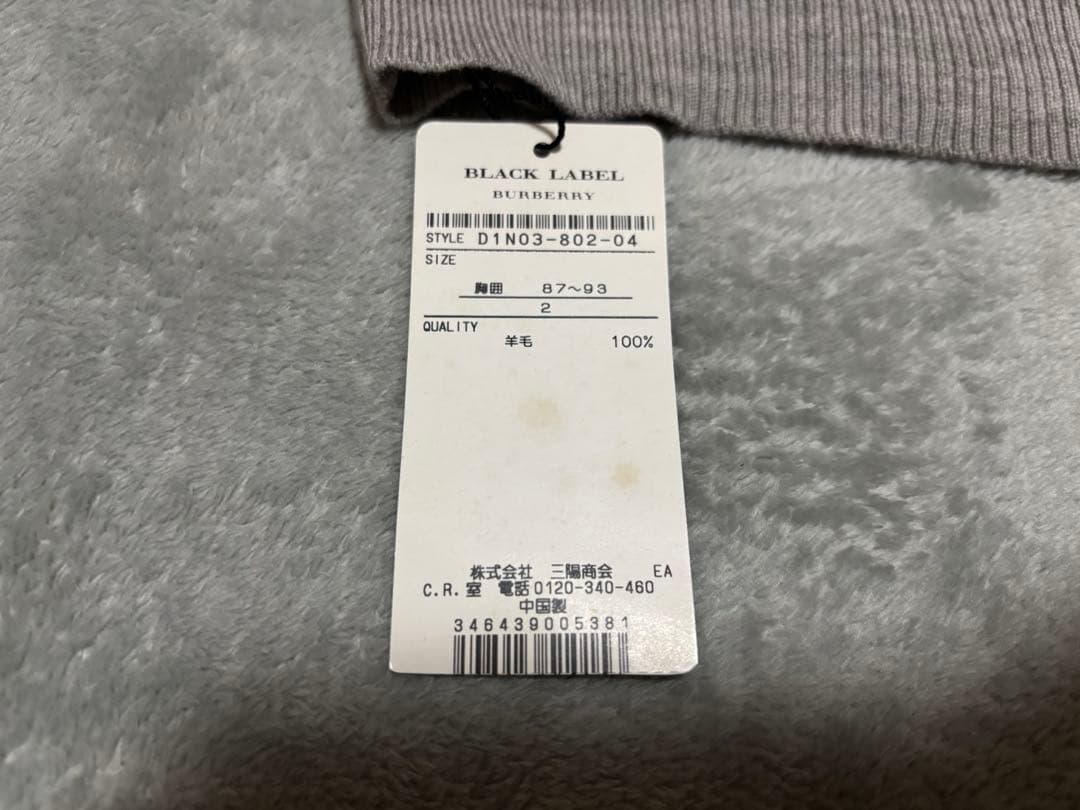 BLACK LABEL
BURBERRY
STYLE D1N03-802-04
SIZE
胸囲 87〜93
2
QUALITY
羊毛 100%
株式会社 三陽商会 EA
C.R.室 電話0120-340-460
中国製
346439005381